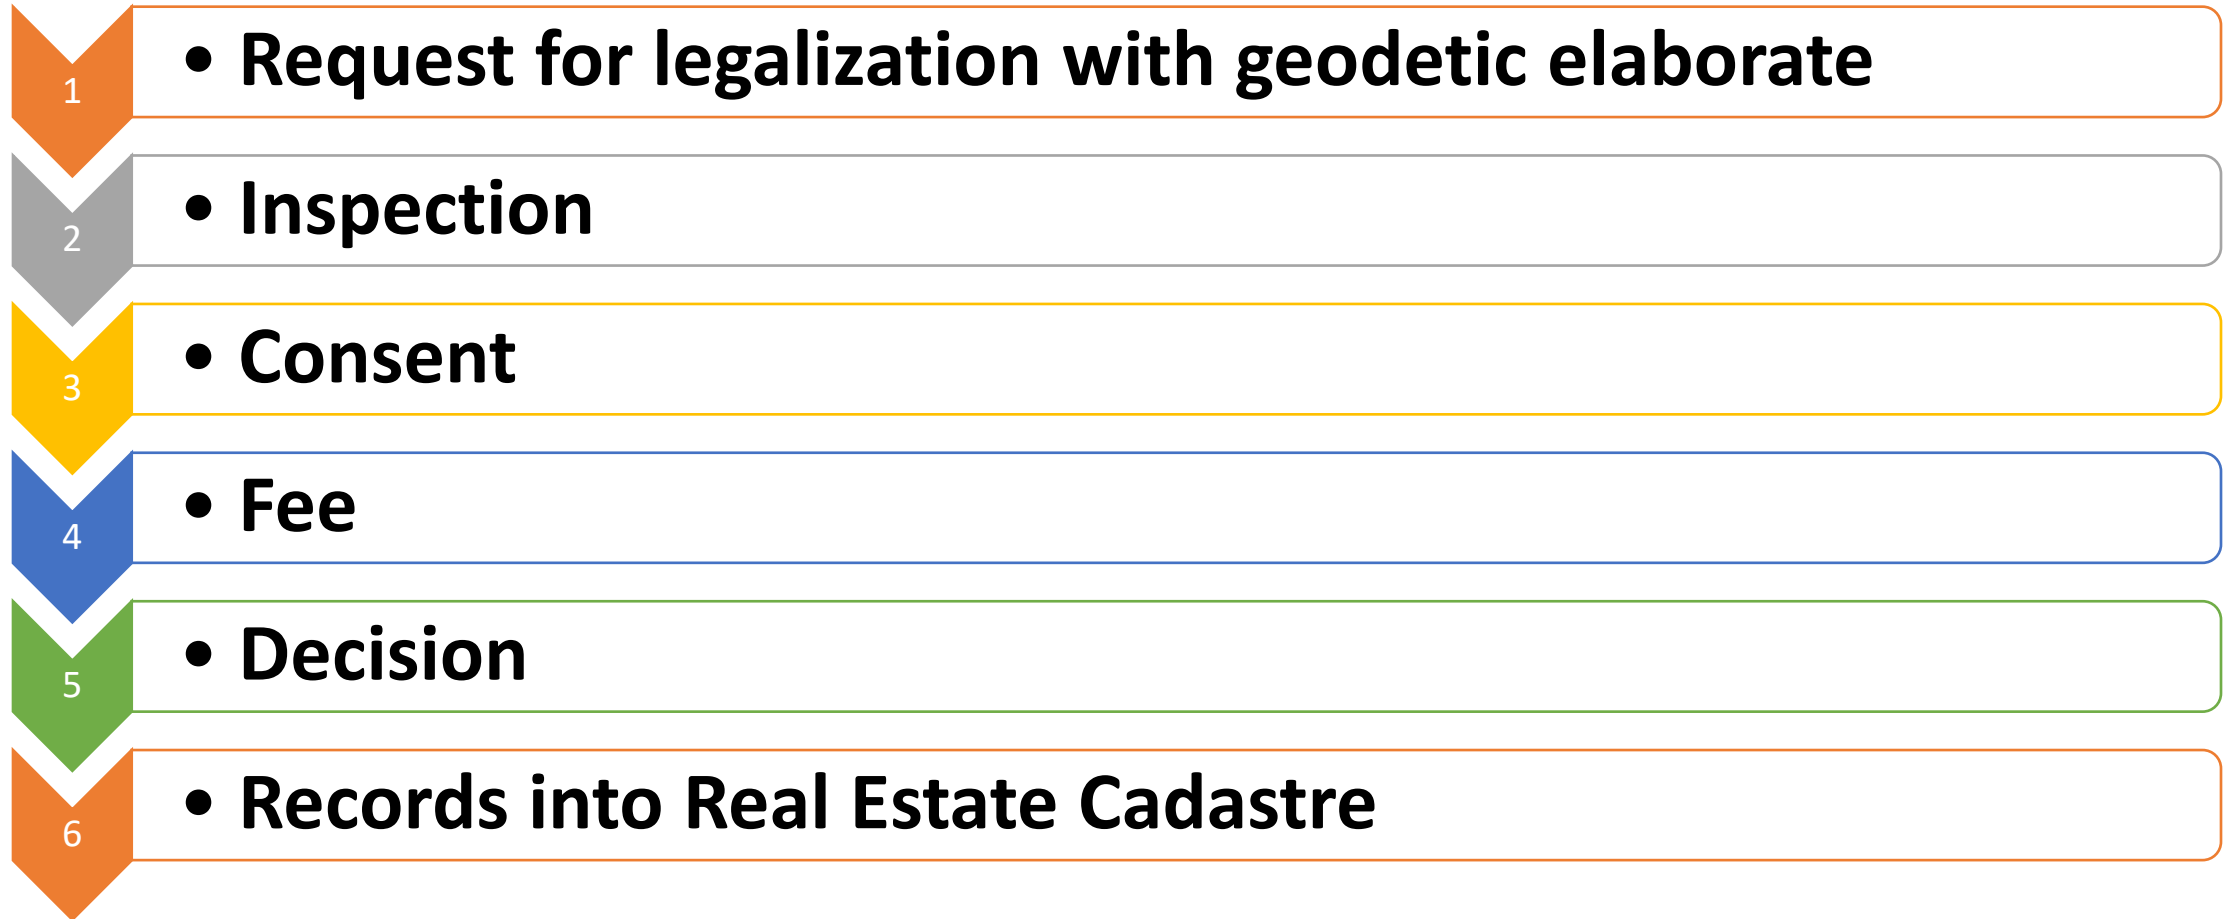 1
• Request for legalization with geodetic elaborate
2
• Inspection
3
• Consent
4
• Fee
5
• Decision
6
• Records into Real Estate Cadastre